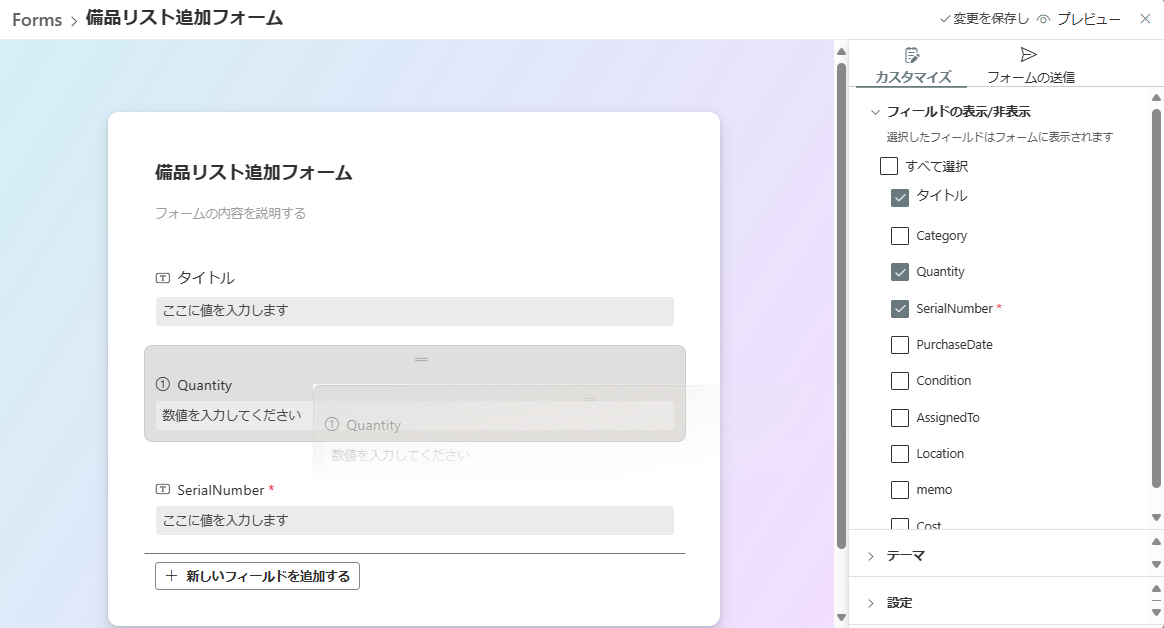 Forms > 備品リスト追加フォーム
変更を保存し プレビュー
カスタマイズ フォームの送信
備品リスト追加フォーム
フォームの内容を説明する
タイトル
ここに値を入力します
1 Quantity
数値を入力してください
1 Quantity
数値を入力してください
SerialNumber *
ここに値を入力します
+ 新しいフィールドを追加する
フィールドの表示/非表示
選択したフィールドはフォームに表示されます
すべて選択
タイトル
Category
Quantity
SerialNumber *
PurchaseDate
Condition
AssignedTo
Location
memo
Cost
テーマ
設定